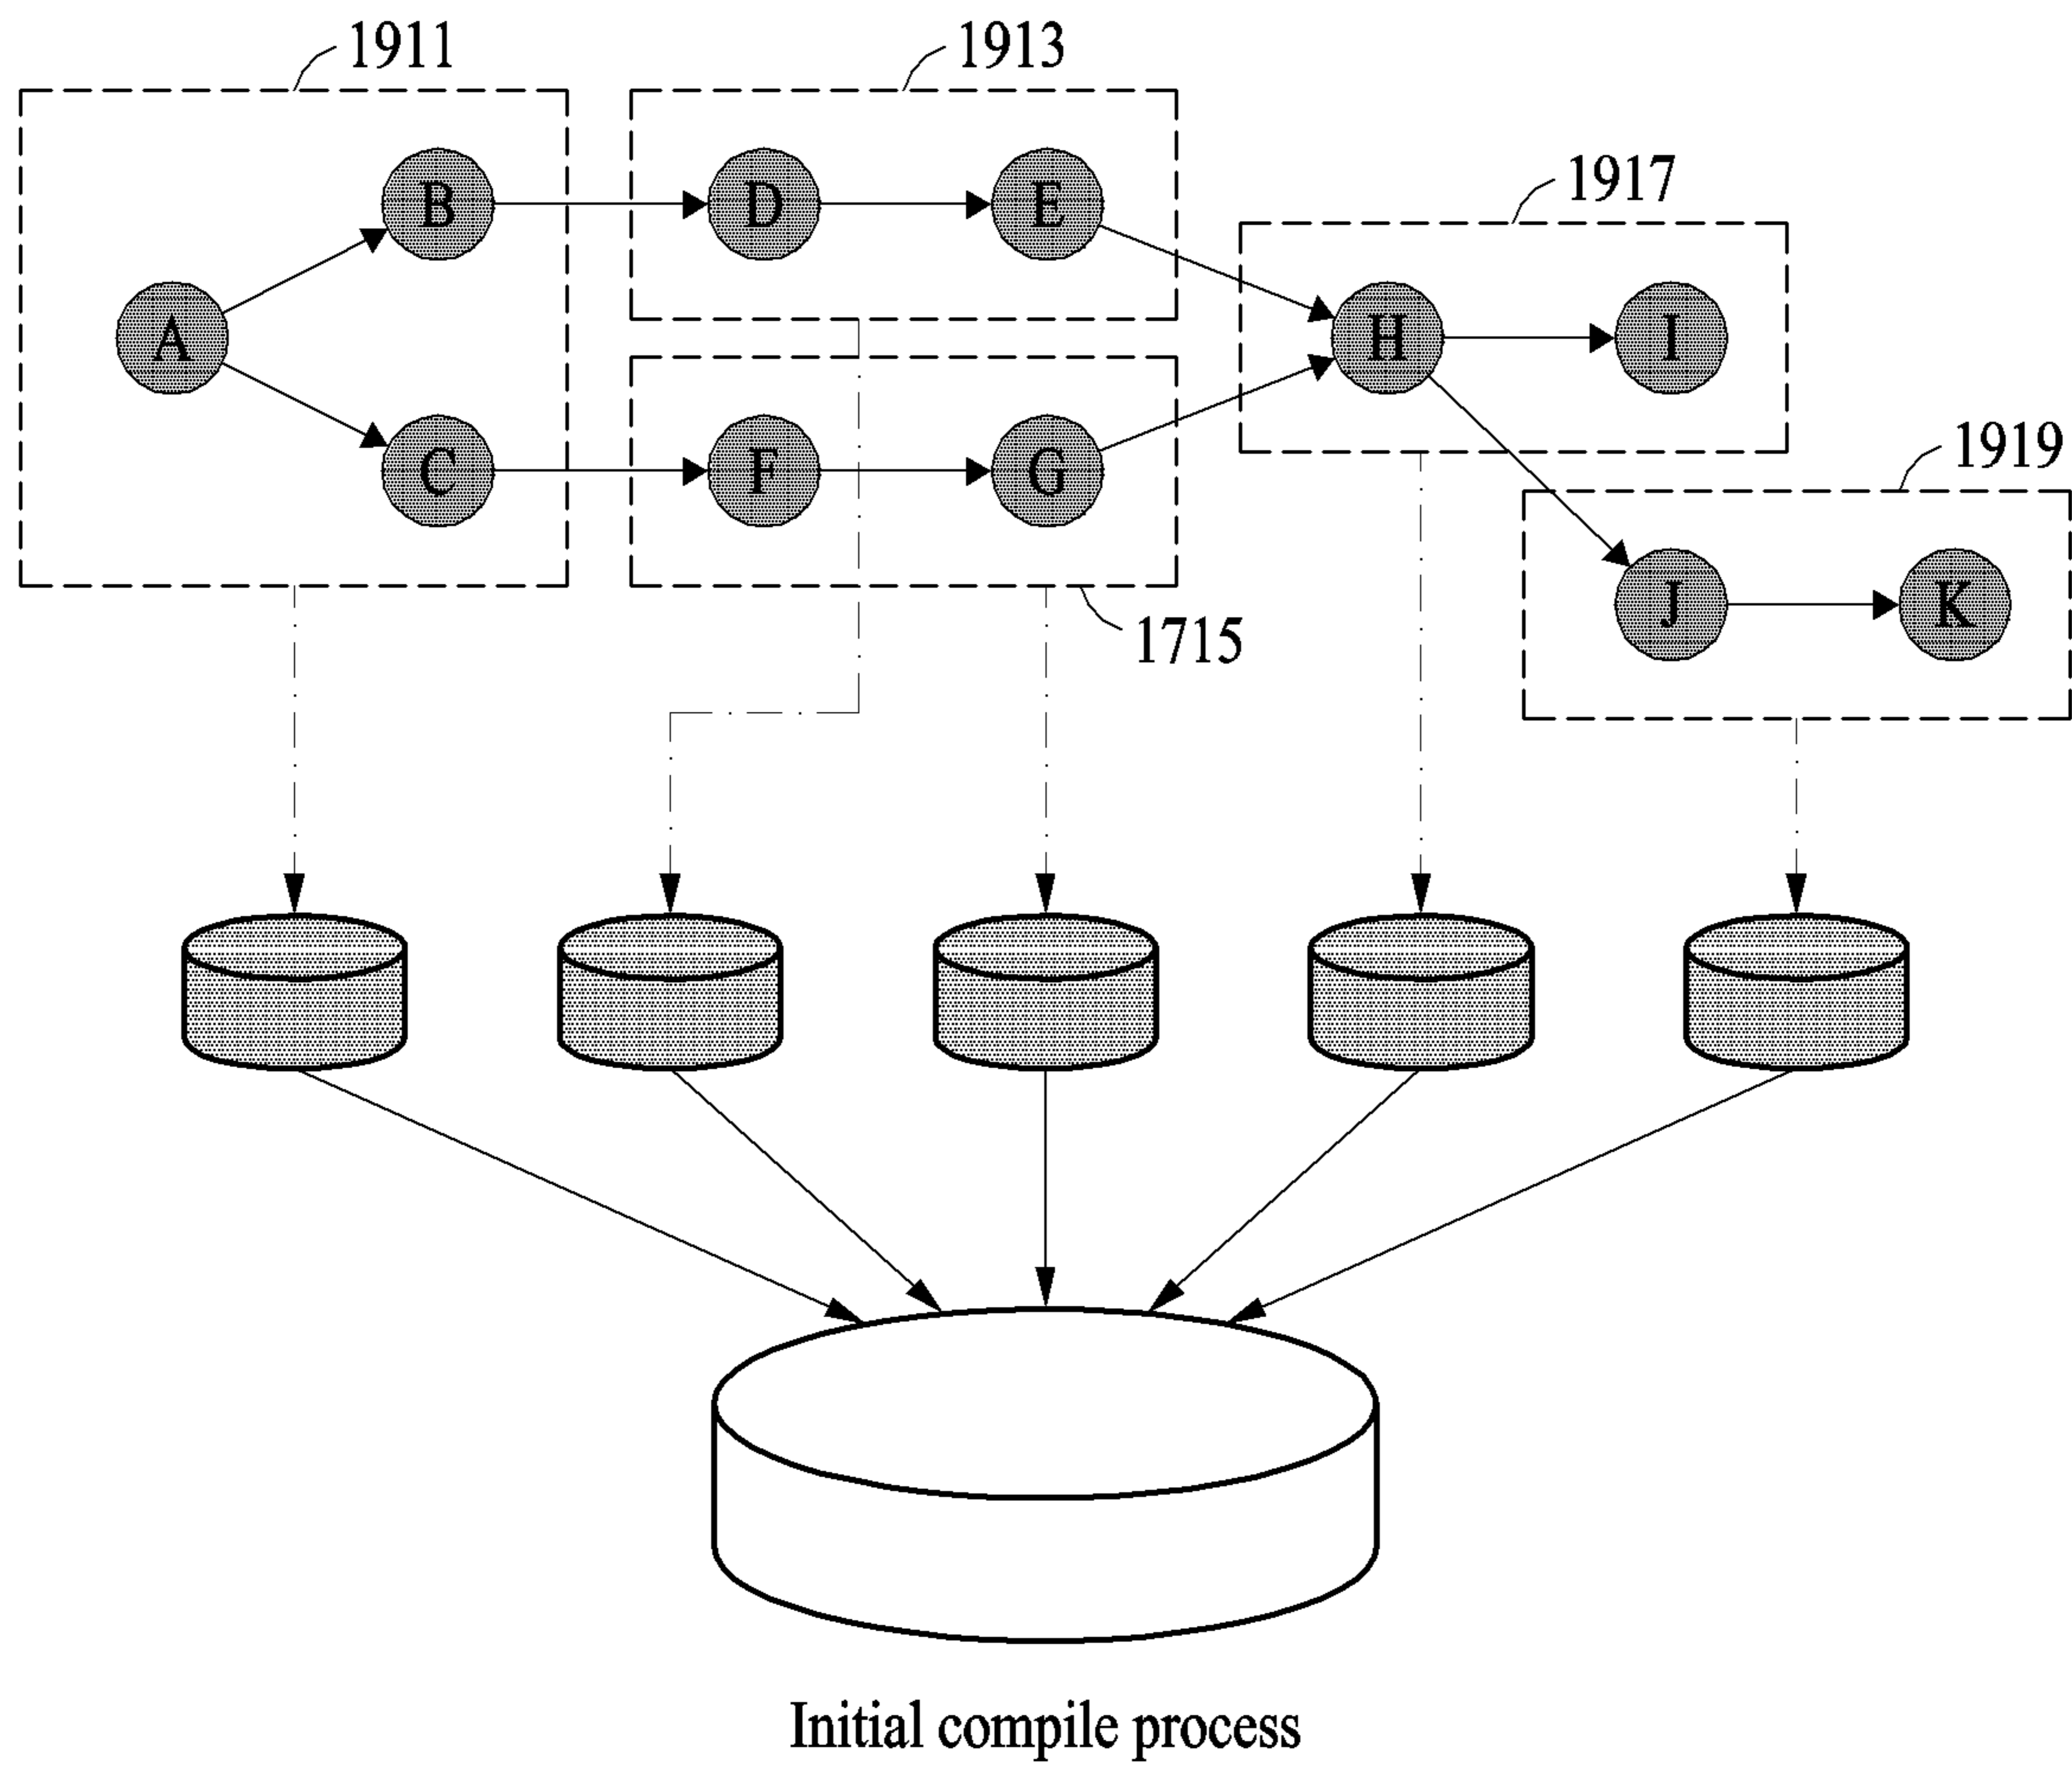 1911
1913
B
D
E
1917
A
H
I
C
F
G
1919
1715
J
K
Initial compile process